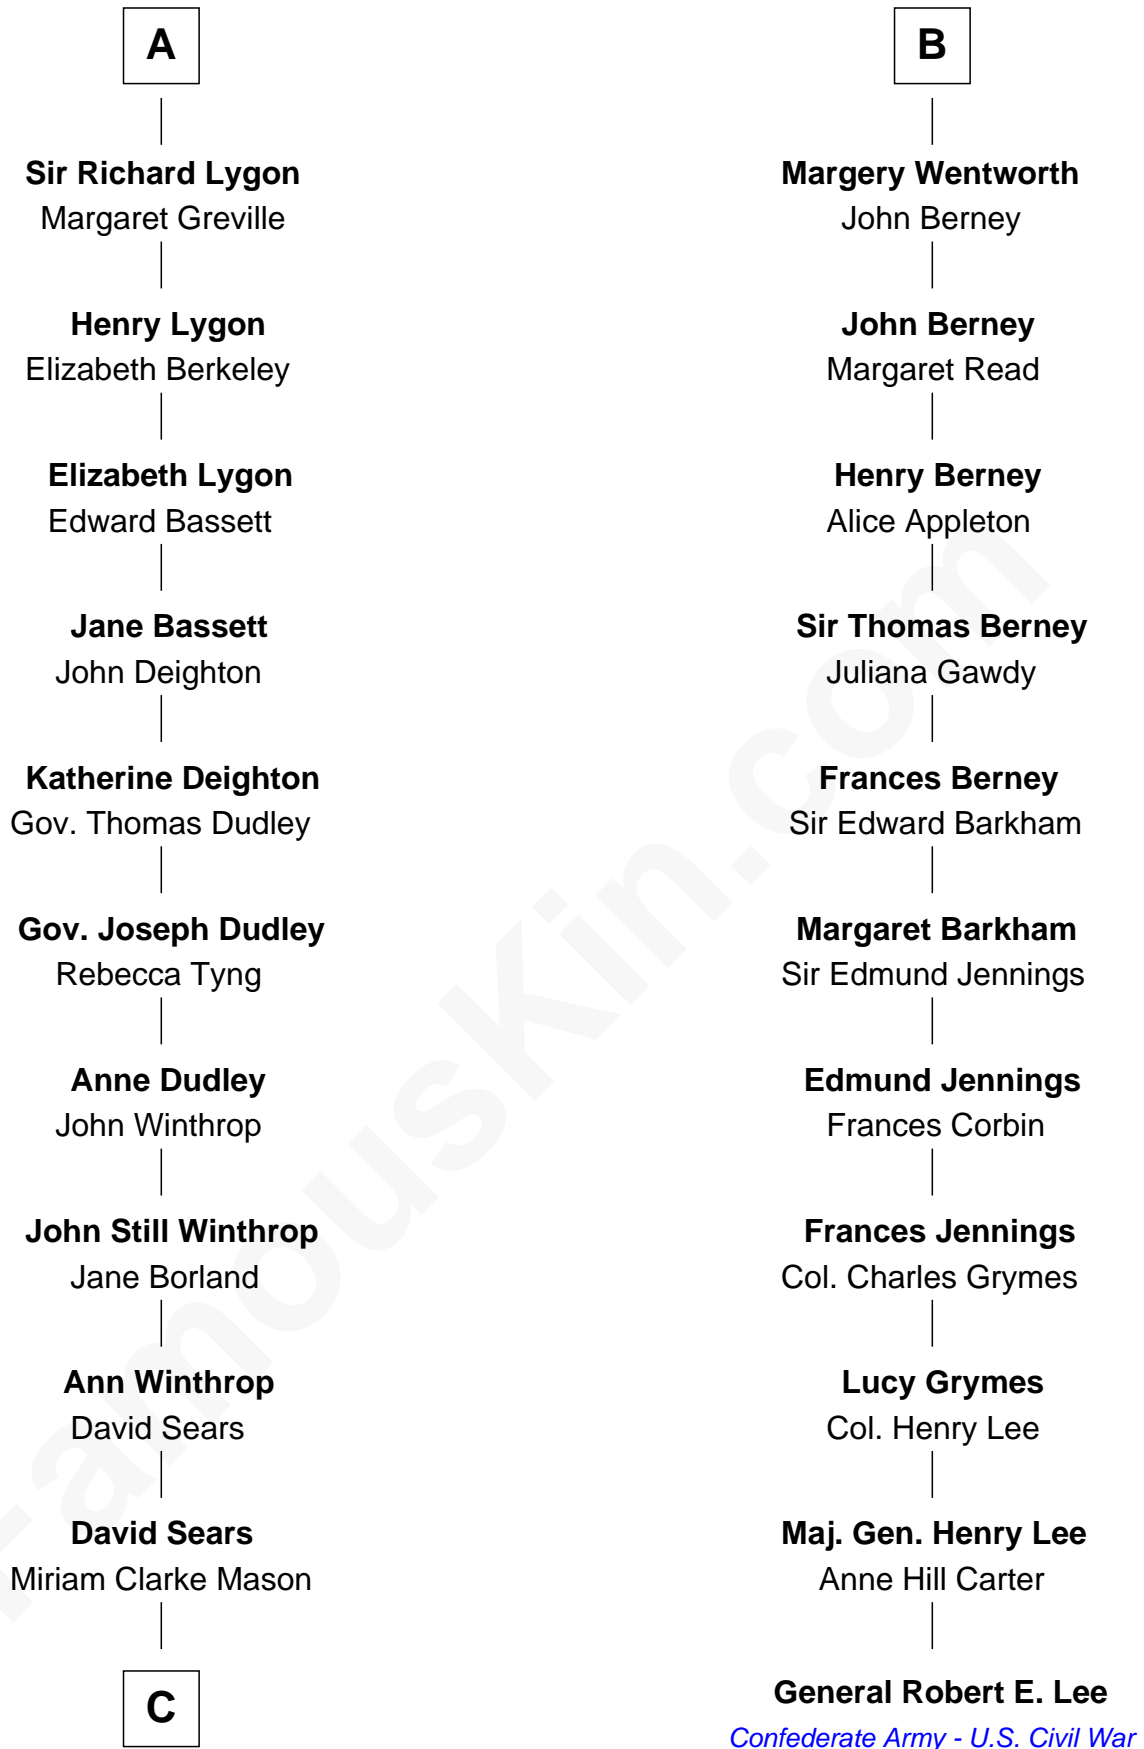 A
Sir Richard Lygon
Margaret Greville
Henry Lygon
Elizabeth Berkeley
Elizabeth Lygon
Edward Bassett
Jane Bassett
John Deighton
Katherine Deighton
Gov. Thomas Dudley
Gov. Joseph Dudley
Rebecca Tyng
Anne Dudley
John Winthrop
John Still Winthrop
Jane Borland
Ann Winthrop
David Sears
David Sears
Miriam Clarke Mason
C
B
Margery Wentworth
John Berney
John Berney
Margaret Read
Henry Berney
Alice Appleton
Sir Thomas Berney
Juliana Gawdy
Frances Berney
Sir Edward Barkham
Margaret Barkham
Sir Edmund Jennings
Edmund Jennings
Frances Corbin
Frances Jennings
Col. Charles Grymes
Lucy Grymes
Col. Henry Lee
Maj. Gen. Henry Lee
Anne Hill Carter
General Robert E. Lee
Confederate Army - U.S. Civil War
FamousKin.com